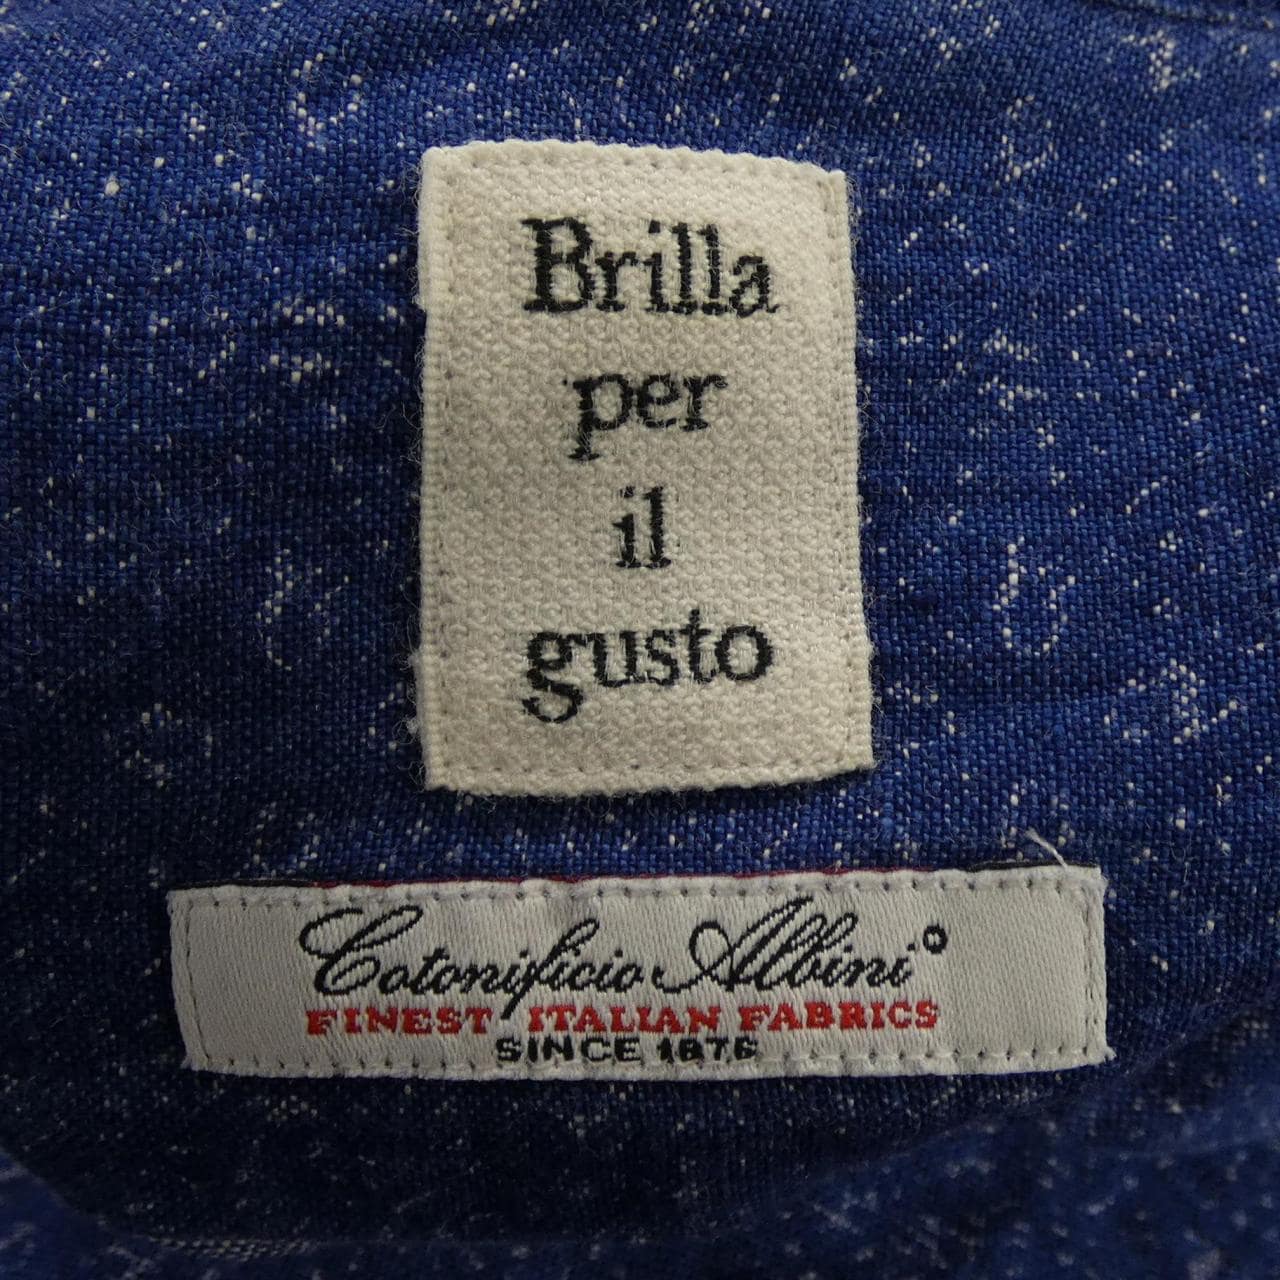 Brilla
per
il
gusto
Cotonificio Albini°
FINEST ITALIAN FABRICS
SINCE 1876